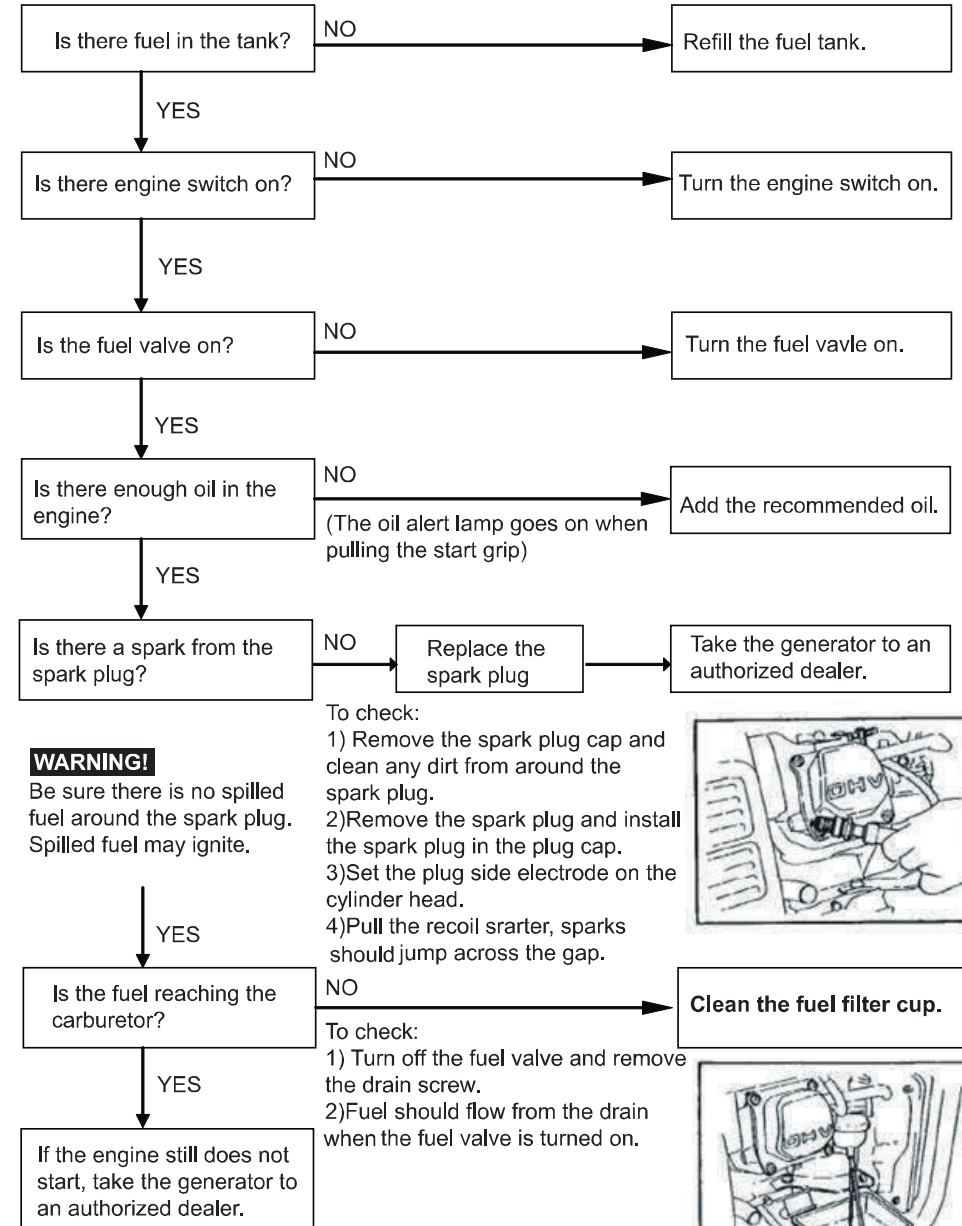 Is there fuel in the tank?
NO
Refill the fuel tank.
YES
Is there engine switch on?
NO
Turn the engine switch on.
YES
Is the fuel valve on?
NO
Turn the fuel vavle on.
YES
Is there enough oil in the
engine?
NO
(The oil alert lamp goes on when
pulling the start grip)
Add the recommended oil.
YES
Is there a spark from the
spark plug?
NO
Replace the
spark plug
Take the generator to an
authorized dealer.
WARNING!
Be sure there is no spilled
fuel around the spark plug.
Spilled fuel may ignite.
To check:
1) Remove the spark plug cap and
clean any dirt from around the
spark plug.
2)Remove the spark plug and install
the spark plug in the plug cap.
3)Set the plug side electrode on the
cylinder head.
4)Pull the recoil srarter, sparks
should jump across the gap.
OHV
YES
Is the fuel reaching the
carburetor?
NO
Clean the fuel filter cup.
To check:
1) Turn off the fuel valve and remove
the drain screw.
2)Fuel should flow from the drain
when the fuel valve is turned on.
OHV
YES
If the engine still does not
start, take the generator to
an authorized dealer.